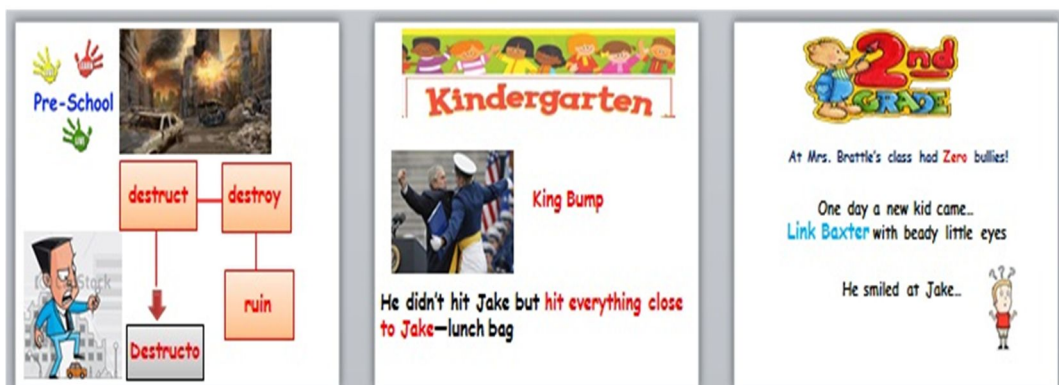 Pre-School
destruct
destroy
ruin
Destructo
Kindergarten
King Bump
He didn't hit Jake but hit everything close
to Jake—lunch bag
2nd
GRADE
At Mrs. Brattle's class had Zero bullies!
One day a new kid came...
Link Baxter with beady little eyes
He smiled at Jake...
???